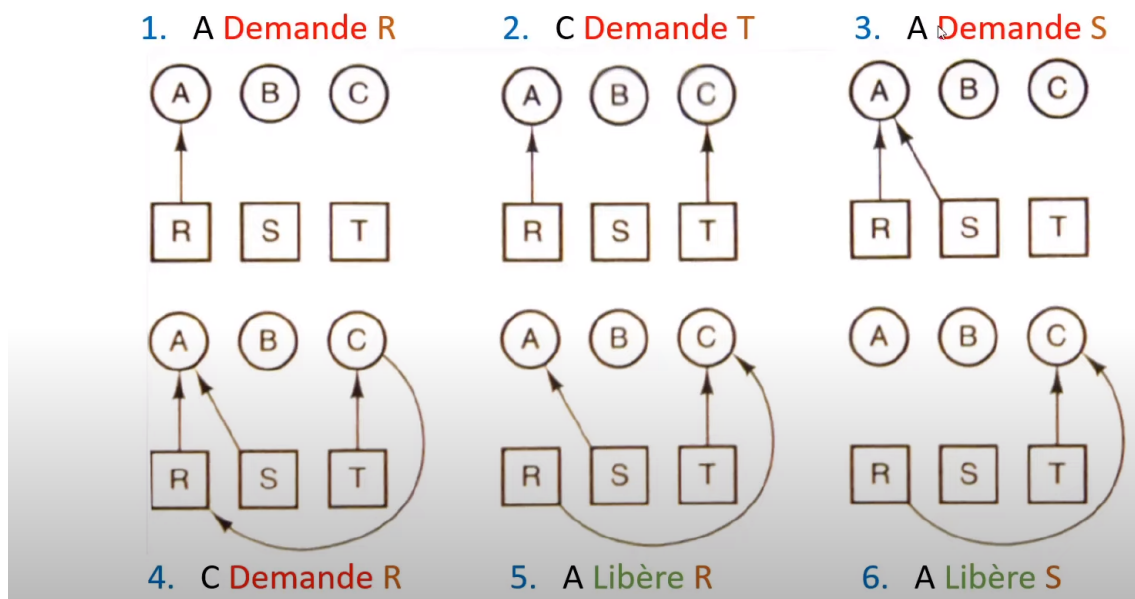 1. A Demande R
2. C Demande T
3. A Demande S
A B C
A B C
A B C
R S T
R S T
R S T
A B C
A B C
A B C
R S T
R S T
R S T
4. C Demande R
5. A Libère R
6. A Libère S